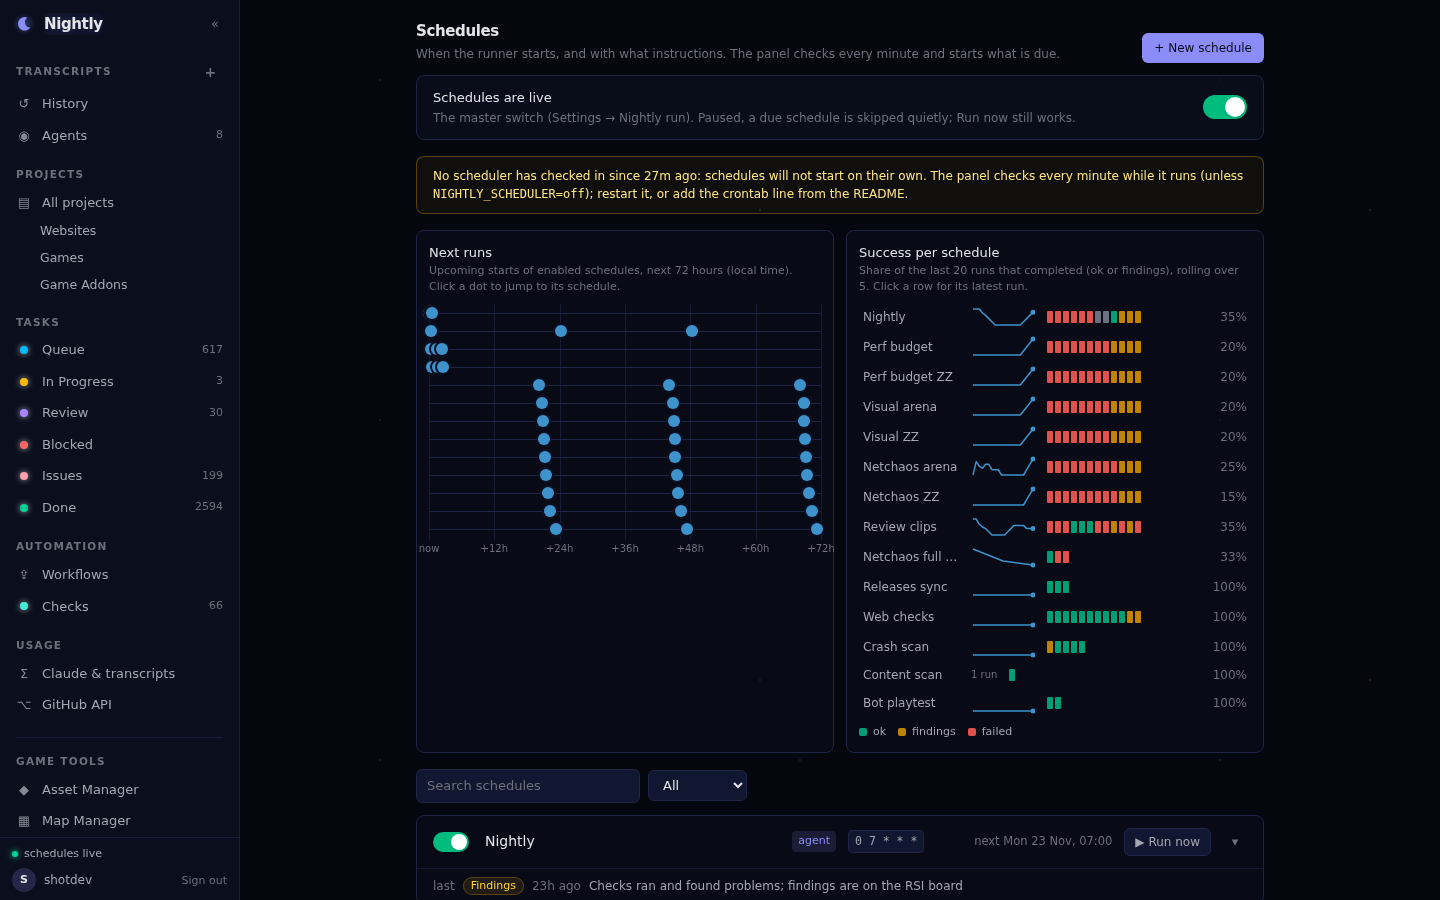 Nightly
«
TRANSCRIPTS +
History
Agents 8
PROJECTS
All projects
Websites
Games
Game Addons
TASKS
Queue 617
In Progress 3
Review 30
Blocked
Issues 199
Done 2594
AUTOMATION
Workflows
Checks 66
USAGE
Σ Claude & transcripts
GitHub API
GAME TOOLS
Asset Manager
Map Manager
schedules live
S shotdev Sign out
Schedules
When the runner starts, and with what instructions. The panel checks every minute and starts what is due.
+ New schedule
Schedules are live
The master switch (Settings → Nightly run). Paused, a due schedule is skipped quietly; Run now still works.
No scheduler has checked in since 27m ago: schedules will not start on their own. The panel checks every minute while it runs (unless
NIGHTLY_SCHEDULER=off); restart it, or add the crontab line from the README.
Next runs
Upcoming starts of enabled schedules, next 72 hours (local time).
Click a dot to jump to its schedule.
now +12h +24h +36h +48h +60h +72h
Success per schedule
Share of the last 20 runs that completed (ok or findings), rolling over
5. Click a row for its latest run.
Nightly 35%
Perf budget 20%
Perf budget ZZ 20%
Visual arena 20%
Visual ZZ 20%
Netchaos arena 25%
Netchaos ZZ 15%
Review clips 35%
Netchaos full ... 33%
Releases sync 100%
Web checks 100%
Crash scan 100%
Content scan 1 run 100%
Bot playtest 100%
ok findings failed
Search schedules
All
Nightly agent 0 7 * * * next Mon 23 Nov, 07:00 ▶ Run now ▾
last Findings 23h ago Checks ran and found problems; findings are on the RSI board